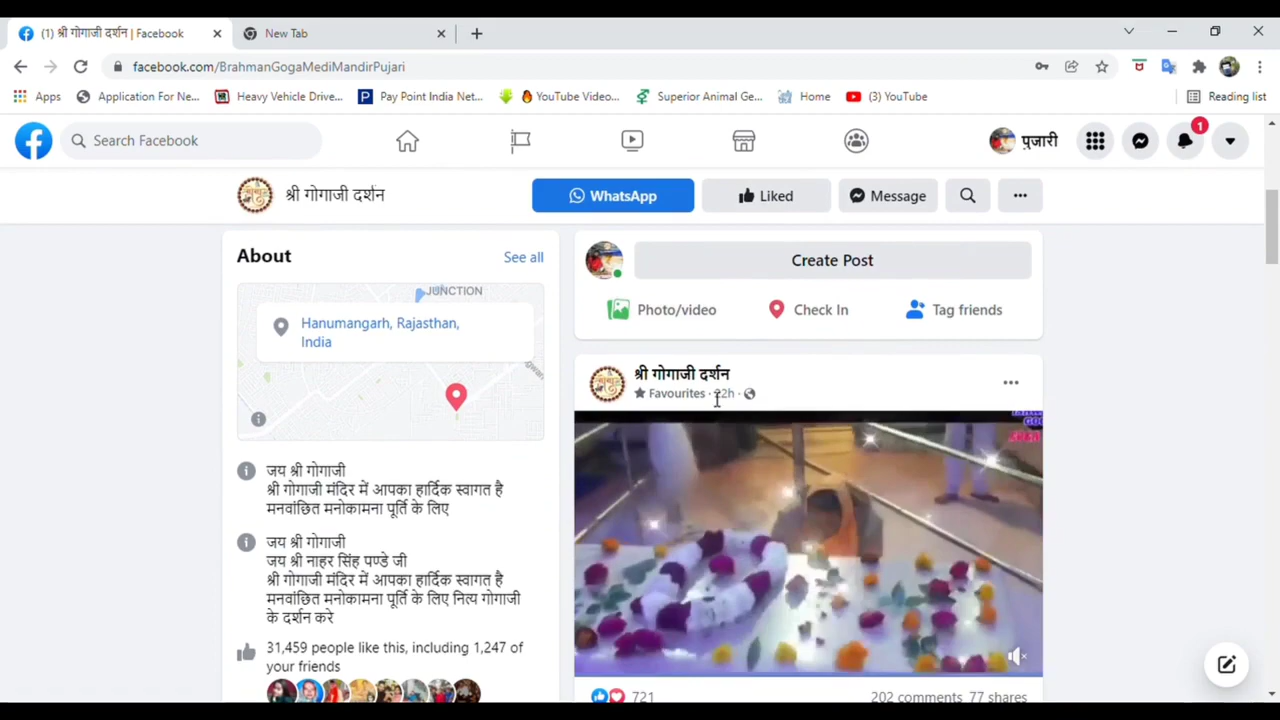 (1) श्री गोगाजी दर्शन | Facebook
New Tab
facebook.com/BrahmanGogaMediMandirPujari
Apps
Application For Ne...
Heavy Vehicle Drive...
Pay Point India Net...
YouTube Video...
Superior Animal Ge...
Home
(3) YouTube
Reading list
Search Facebook
पुजारी
1
श्री गोगाजी दर्शन
WhatsApp
Liked
Message
About
See all
JUNCTION
Hanumangarh, Rajasthan,
India
जय श्री गोगाजी
श्री गोगाजी मंदिर में आपका हार्दिक स्वागत है
मनवांछित मनोकामना पूर्ति के लिए
जय श्री गोगाजी
जय श्री नाहर सिंह पाण्डे जी
श्री गोगाजी मंदिर में आपका हार्दिक स्वागत है
मनवांछित मनोकामना पूर्ति के लिए नित्य गोगाजी
के दर्शन करे
31,459 people like this, including 1,247 of
your friends
Create Post
Photo/video
Check In
Tag friends
श्री गोगाजी दर्शन
Favourites · 22h ·
721
202 comments 77 shares